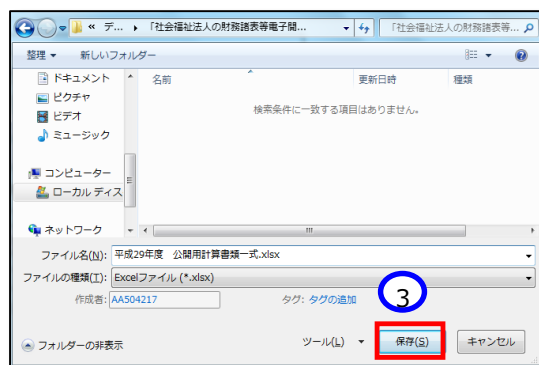 « デ... ▸ 「社会福祉法人の財務諸表等電子開... 「社会福祉法人の財務諸表等...
整理 新しいフォルダー
ドキュメント 名前 更新日時 種類
ピクチャ
ビデオ 検索条件に一致する項目はありません。
ミュージック
コンピューター
ローカル ディス
ネットワーク
ファイル名(N): 平成29年度 公開用計算書類一式.xlsx
ファイルの種類(T): Excelファイル (*.xlsx)
作成者: AA504217 タグ: タグの追加
3
フォルダーの非表示 ツール(L) 保存(S) キャンセル